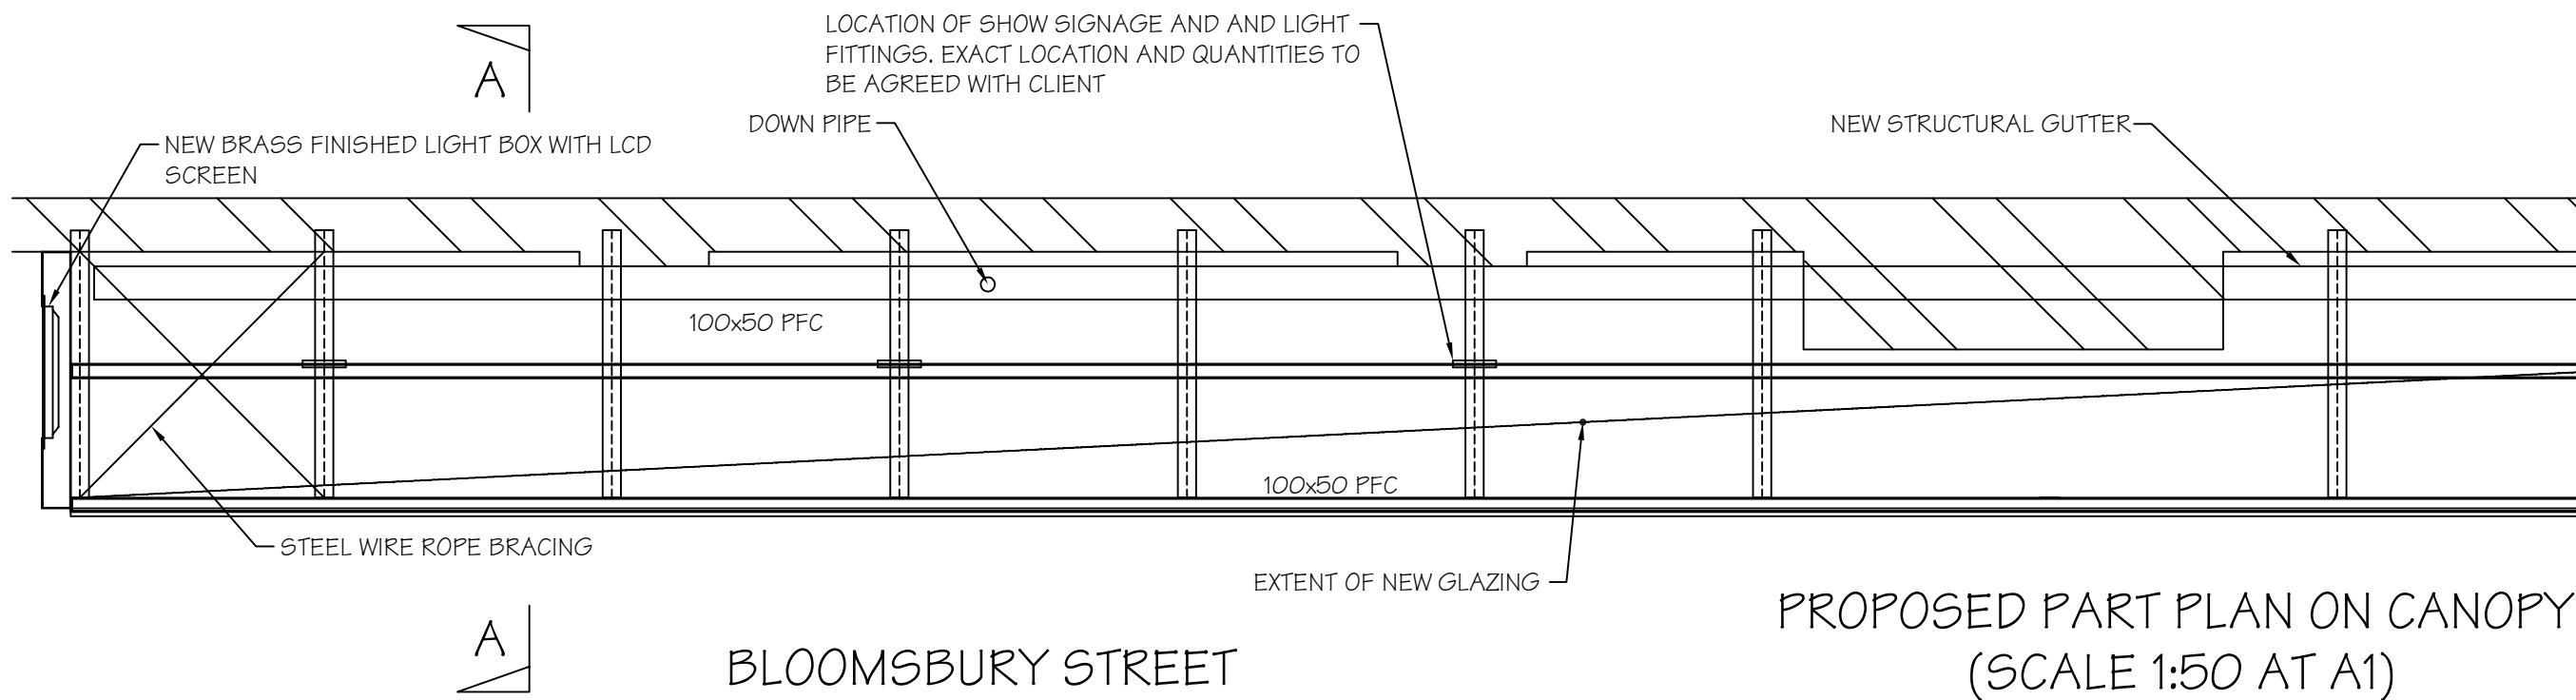 LOCATION OF SHOW SIGNAGE AND AND LIGHT
FITTINGS. EXACT LOCATION AND QUANTITIES TO
BE AGREED WITH CLIENT
A
DOWN PIPE
NEW STRUCTURAL GUTTER
NEW BRASS FINISHED LIGHT BOX WITH LCD
SCREEN
100x50 PFC
100x50 PFC
STEEL WIRE ROPE BRACING
EXTENT OF NEW GLAZING
A
BLOOMSBURY STREET
PROPOSED PART PLAN ON CANOPY
(SCALE 1:50 AT A1)